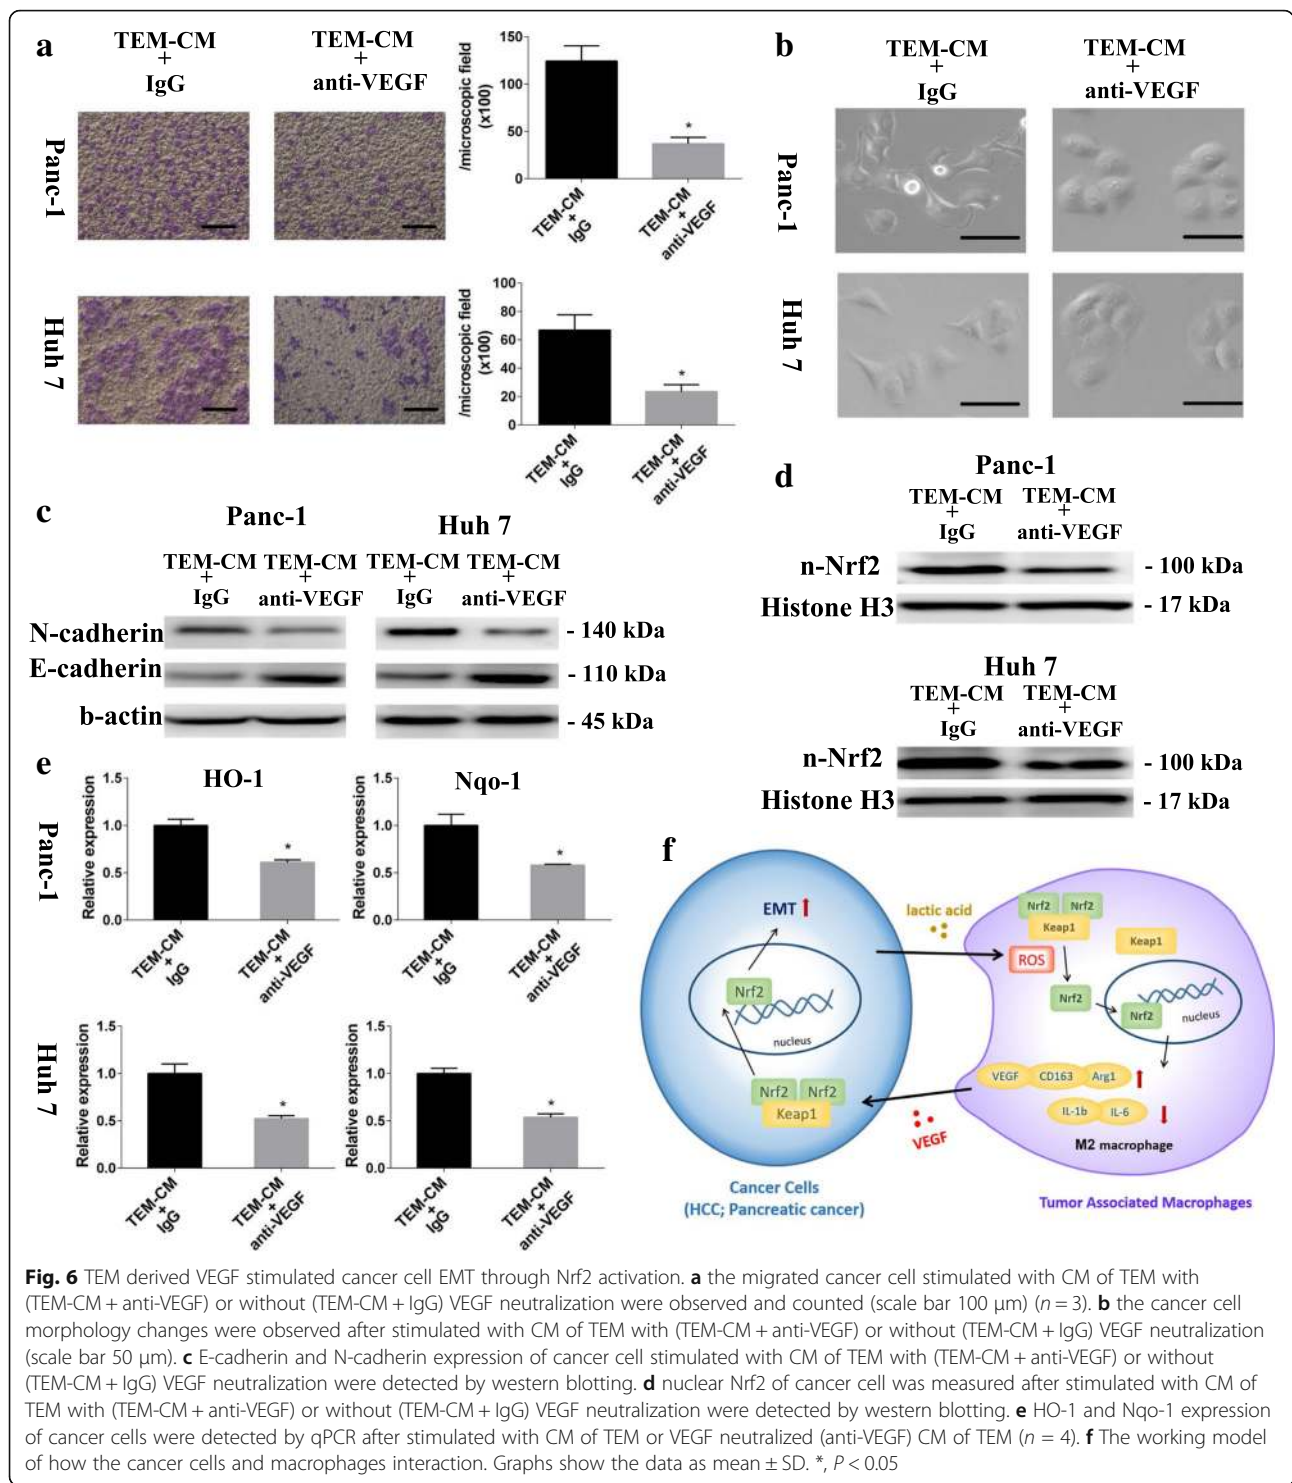 a
TEM-CM
+
IgG
TEM-CM
+
anti-VEGF
Panc-1
Huh 7
/microscopic field
(x100)
150
100
50
0
*
TEM-CM
+
IgG
TEM-CM
+
anti-VEGF
/microscopic field
(x100)
100
80
60
40
20
0
*
TEM-CM
+
IgG
TEM-CM
+
anti-VEGF
b
TEM-CM
+
IgG
TEM-CM
+
anti-VEGF
Panc-1
Huh 7
c
Panc-1
Huh 7
TEM-CM
+
IgG
TEM-CM
+
anti-VEGF
TEM-CM
+
IgG
TEM-CM
+
anti-VEGF
N-cadherin
- 140 kDa
E-cadherin
- 110 kDa
b-actin
- 45 kDa
d
Panc-1
TEM-CM
+
IgG
TEM-CM
+
anti-VEGF
n-Nrf2
- 100 kDa
Histone H3
- 17 kDa
Huh 7
TEM-CM
+
IgG
TEM-CM
+
anti-VEGF
n-Nrf2
- 100 kDa
Histone H3
- 17 kDa
e
HO-1
Nqo-1
Panc-1
Relative expression
1.5
1.0
0.5
0.0
*
TEM-CM
+
IgG
TEM-CM
+
anti-VEGF
Relative expression
1.5
1.0
0.5
0.0
*
TEM-CM
+
IgG
TEM-CM
+
anti-VEGF
Huh 7
Relative expression
1.5
1.0
0.5
0.0
*
TEM-CM
+
IgG
TEM-CM
+
anti-VEGF
Relative expression
1.5
1.0
0.5
0.0
*
TEM-CM
+
IgG
TEM-CM
+
anti-VEGF
f
EMT
Nrf2
nucleus
Nrf2 Nrf2
Keap1
Cancer Cells
(HCC; Pancreatic cancer)
lactic acid
VEGF
Nrf2 Nrf2
Keap1
Keap1
ROS
Nrf2
Nrf2
nucleus
VEGF CD163 Arg1
IL-1b IL-6
M2 macrophage
Tumor Associated Macrophages
Fig. 6 TEM derived VEGF stimulated cancer cell EMT through Nrf2 activation. a the migrated cancer cell stimulated with CM of TEM with
(TEM-CM + anti-VEGF) or without (TEM-CM + IgG) VEGF neutralization were observed and counted (scale bar 100 μm) (n = 3). b the cancer cell
morphology changes were observed after stimulated with CM of TEM with (TEM-CM + anti-VEGF) or without (TEM-CM + IgG) VEGF neutralization
(scale bar 50 μm). c E-cadherin and N-cadherin expression of cancer cell stimulated with CM of TEM with (TEM-CM + anti-VEGF) or without
(TEM-CM + IgG) VEGF neutralization were detected by western blotting. d nuclear Nrf2 of cancer cell was measured after stimulated with CM of
TEM with (TEM-CM + anti-VEGF) or without (TEM-CM + IgG) VEGF neutralization were detected by western blotting. e HO-1 and Nqo-1 expression
of cancer cells were detected by qPCR after stimulated with CM of TEM or VEGF neutralized (anti-VEGF) CM of TEM (n = 4). f The working model
of how the cancer cells and macrophages interaction. Graphs show the data as mean ± SD. *, P < 0.05